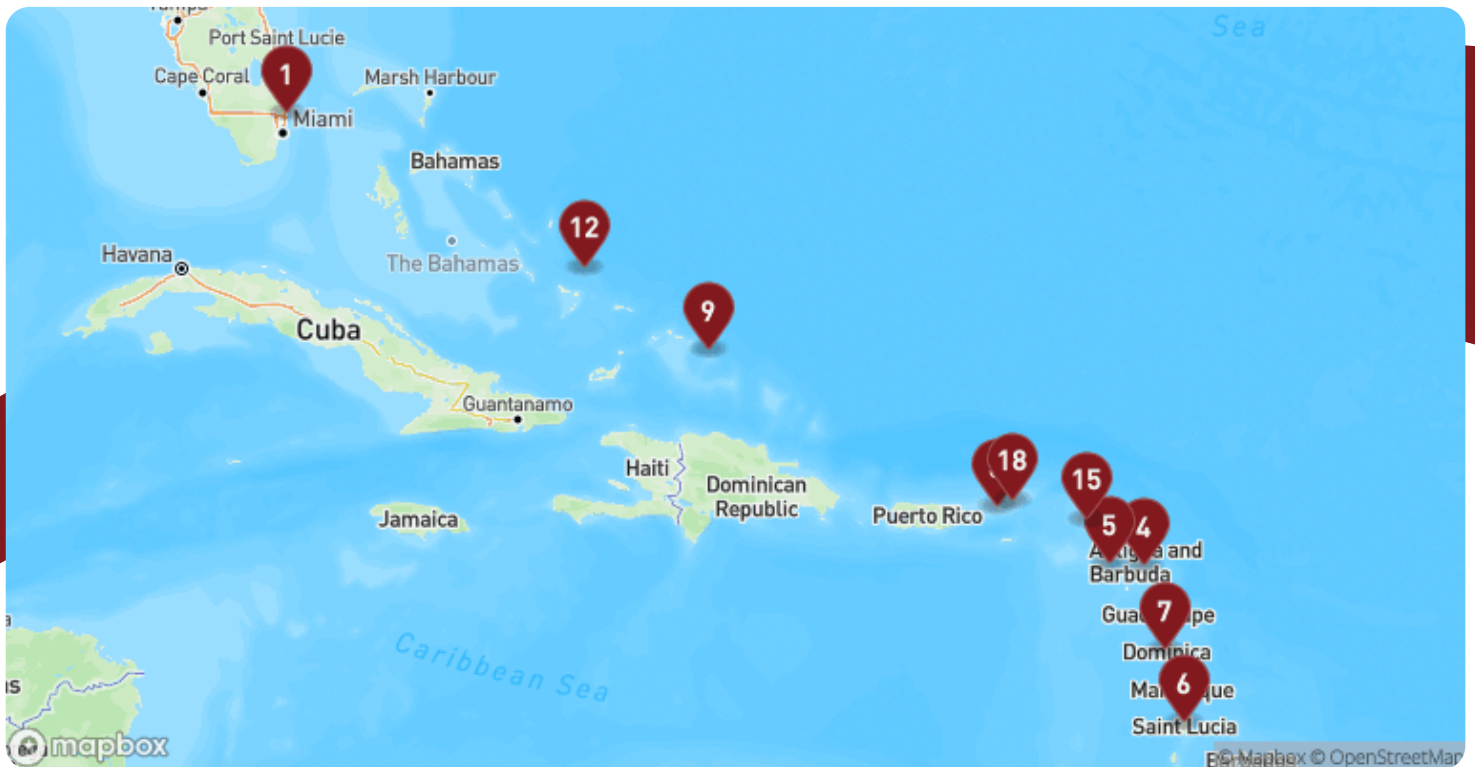 Sea
Port Saint Lucie
Cape Coral
1
Marsh Harbour
Miami
Bahamas
12
Havana
The Bahamas
9
Cuba
Guantanamo
Haiti
Dominican
Republic
18
15
Jamaica
Puerto Rico
5
4
and
Barbuda
7
Dominica
6
Saint Lucia
Caribbean Sea
mapbox
© Mapbox © OpenStreetMap